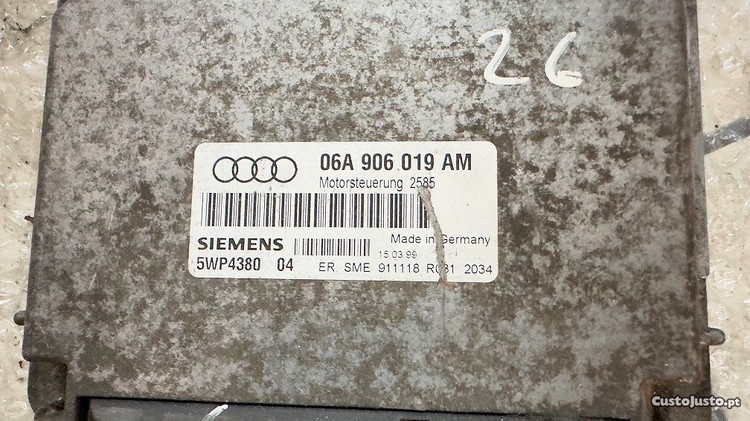 26
06A 906 019 AM
Motorsteuerung 2585
SIEMENS
Made in Germany
15.03.99
5WP4380 04
ER. SME 911118 R031 2034
CustoJusto.pt